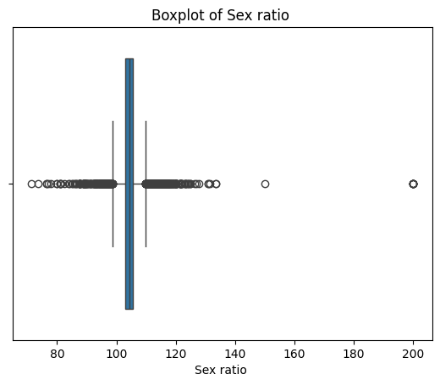 Boxplot of Sex ratio
80 100 120 140 160 180 200
Sex ratio